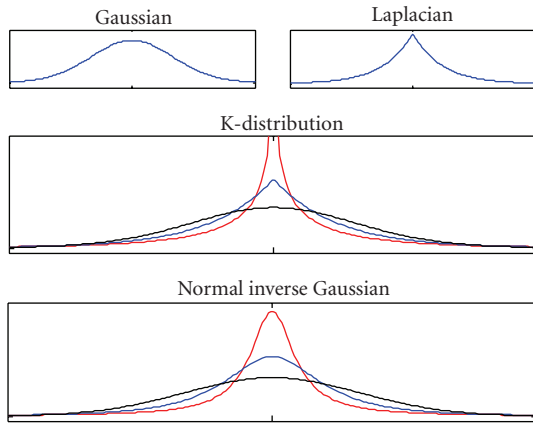 Gaussian
Laplacian
K-distribution
Normal inverse Gaussian